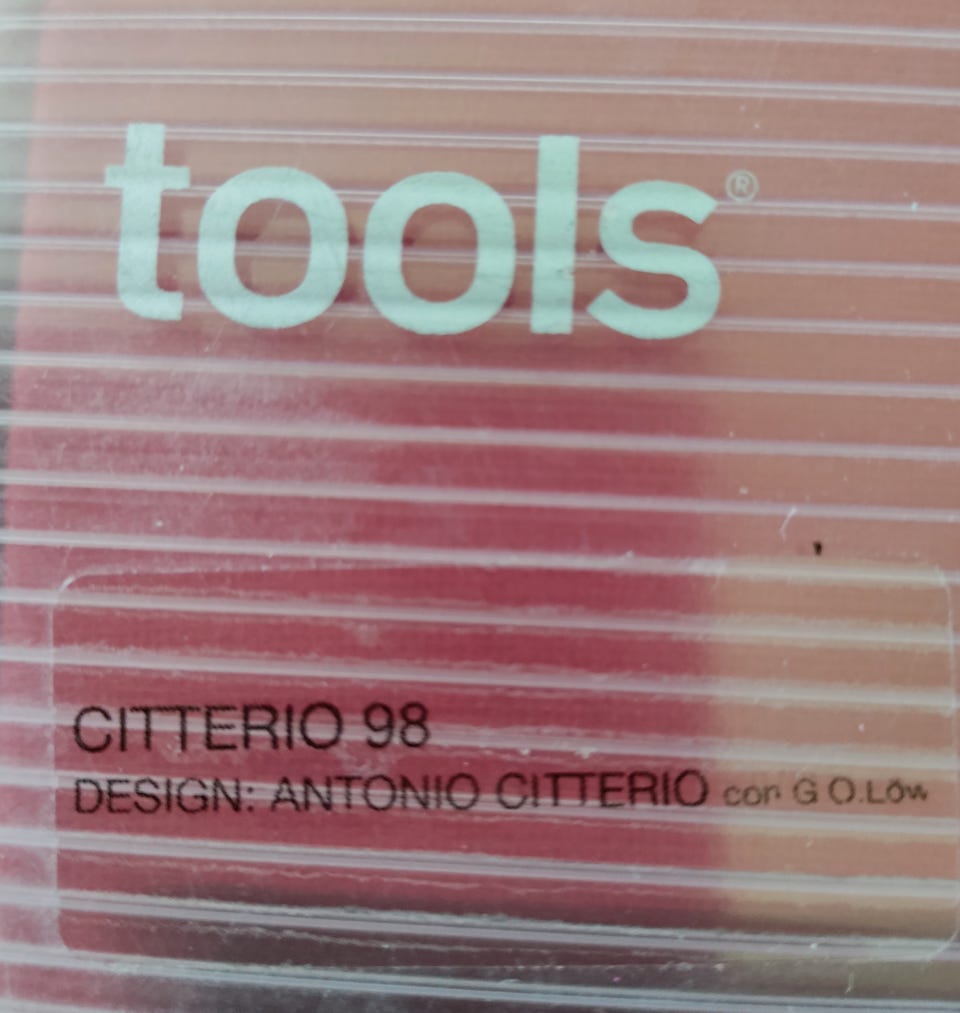 tools®
CITTERIO 98
DESIGN: ANTONIO CITTERIO con G O.Löw